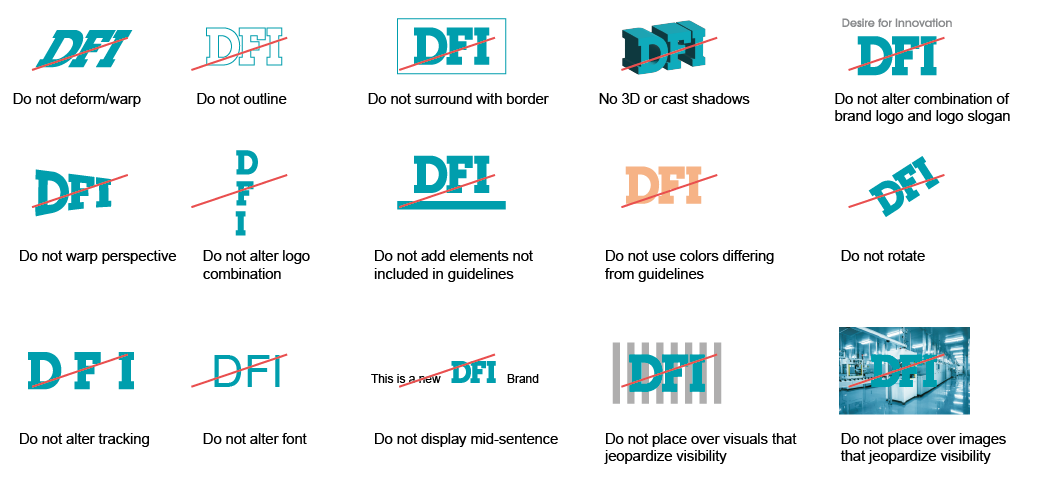 DFI
DFI
DFI
DFI
Desire for Innovation
DFI
Do not deform/warp
Do not outline
Do not surround with border
No 3D or cast shadows
Do not alter combination of
brand logo and logo slogan
DFI
D
F
I
DFI
DFI
DFI
Do not warp perspective
Do not alter logo
combination
Do not add elements not
included in guidelines
Do not use colors differing
from guidelines
Do not rotate
D F I
DFI
This is a new DFI Brand
DFI
DFI
Do not alter tracking
Do not alter font
Do not display mid-sentence
Do not place over visuals that
jeopardize visibility
Do not place over images
that jeopardize visibility